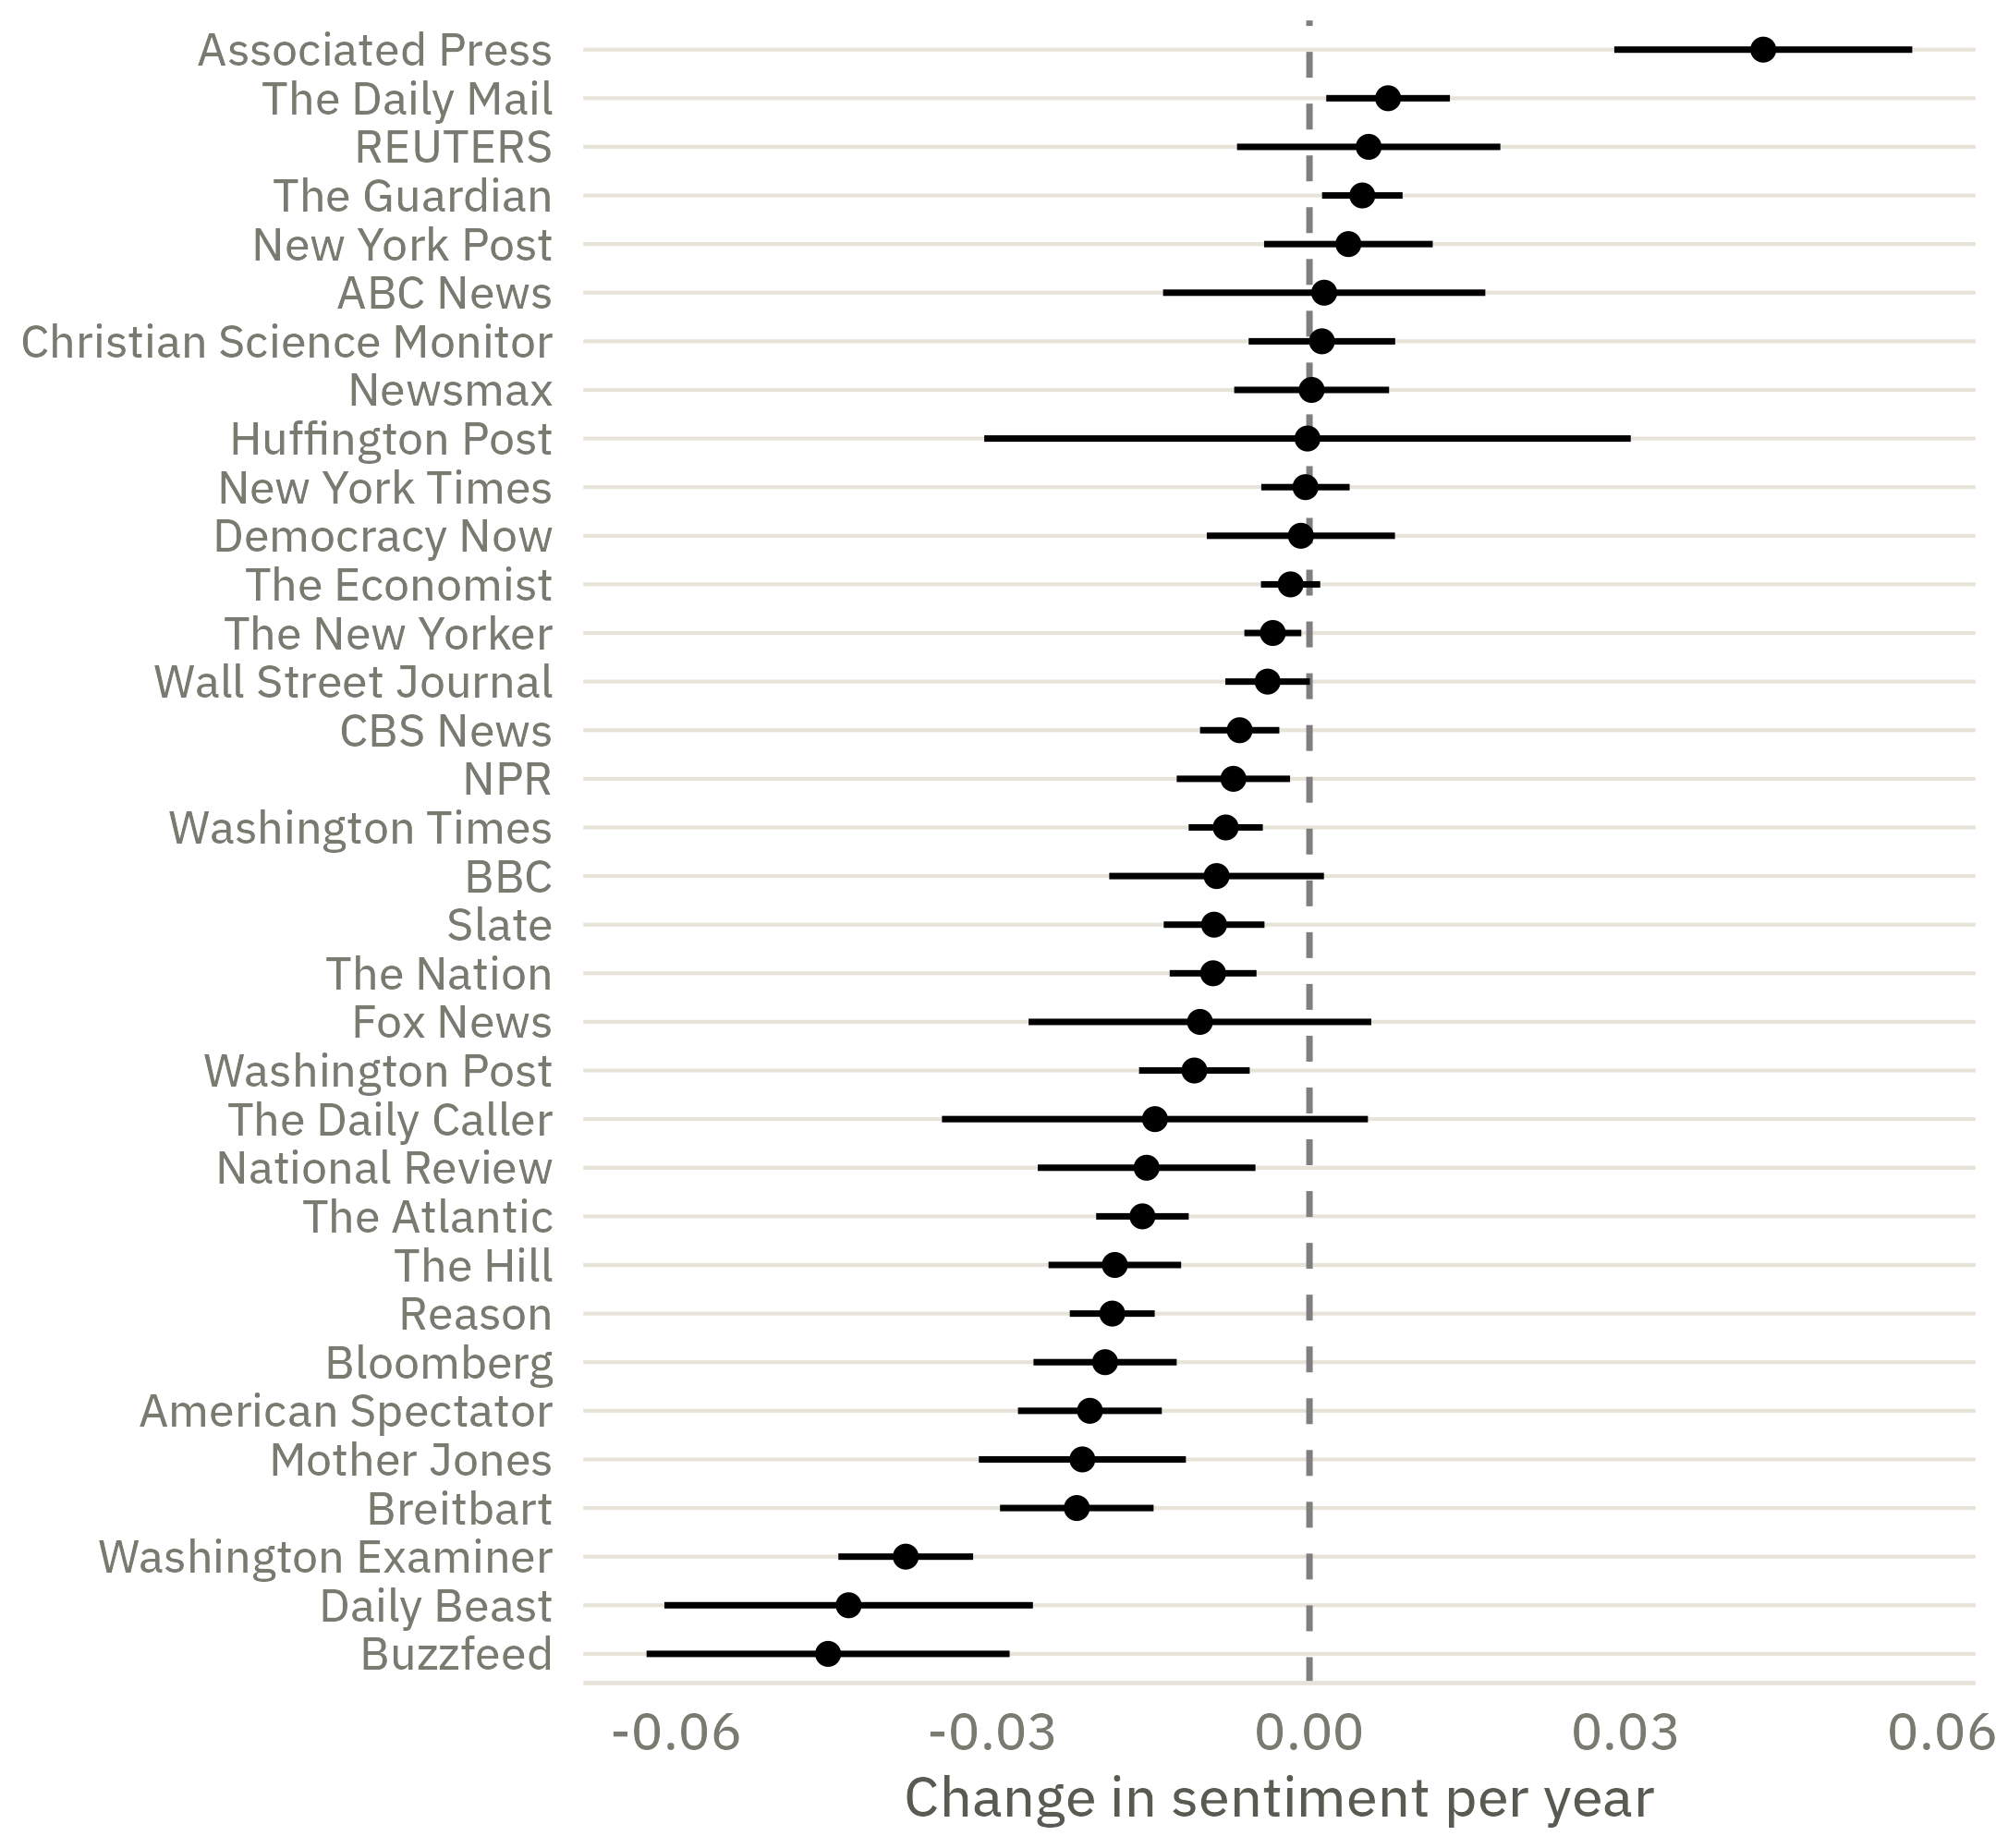 Associated Press
The Daily Mail
REUTERS
The Guardian
New York Post
ABC News
Christian Science Monitor
Newsmax
Huffington Post
New York Times
Democracy Now
The Economist
The New Yorker
Wall Street Journal
CBS News
NPR
Washington Times
BBC
Slate
The Nation
Fox News
Washington Post
The Daily Caller
National Review
The Atlantic
The Hill
Reason
Bloomberg
American Spectator
Mother Jones
Breitbart
Washington Examiner
Daily Beast
Buzzfeed
-0.06 -0.03 0.00 0.03 0.06
Change in sentiment per year